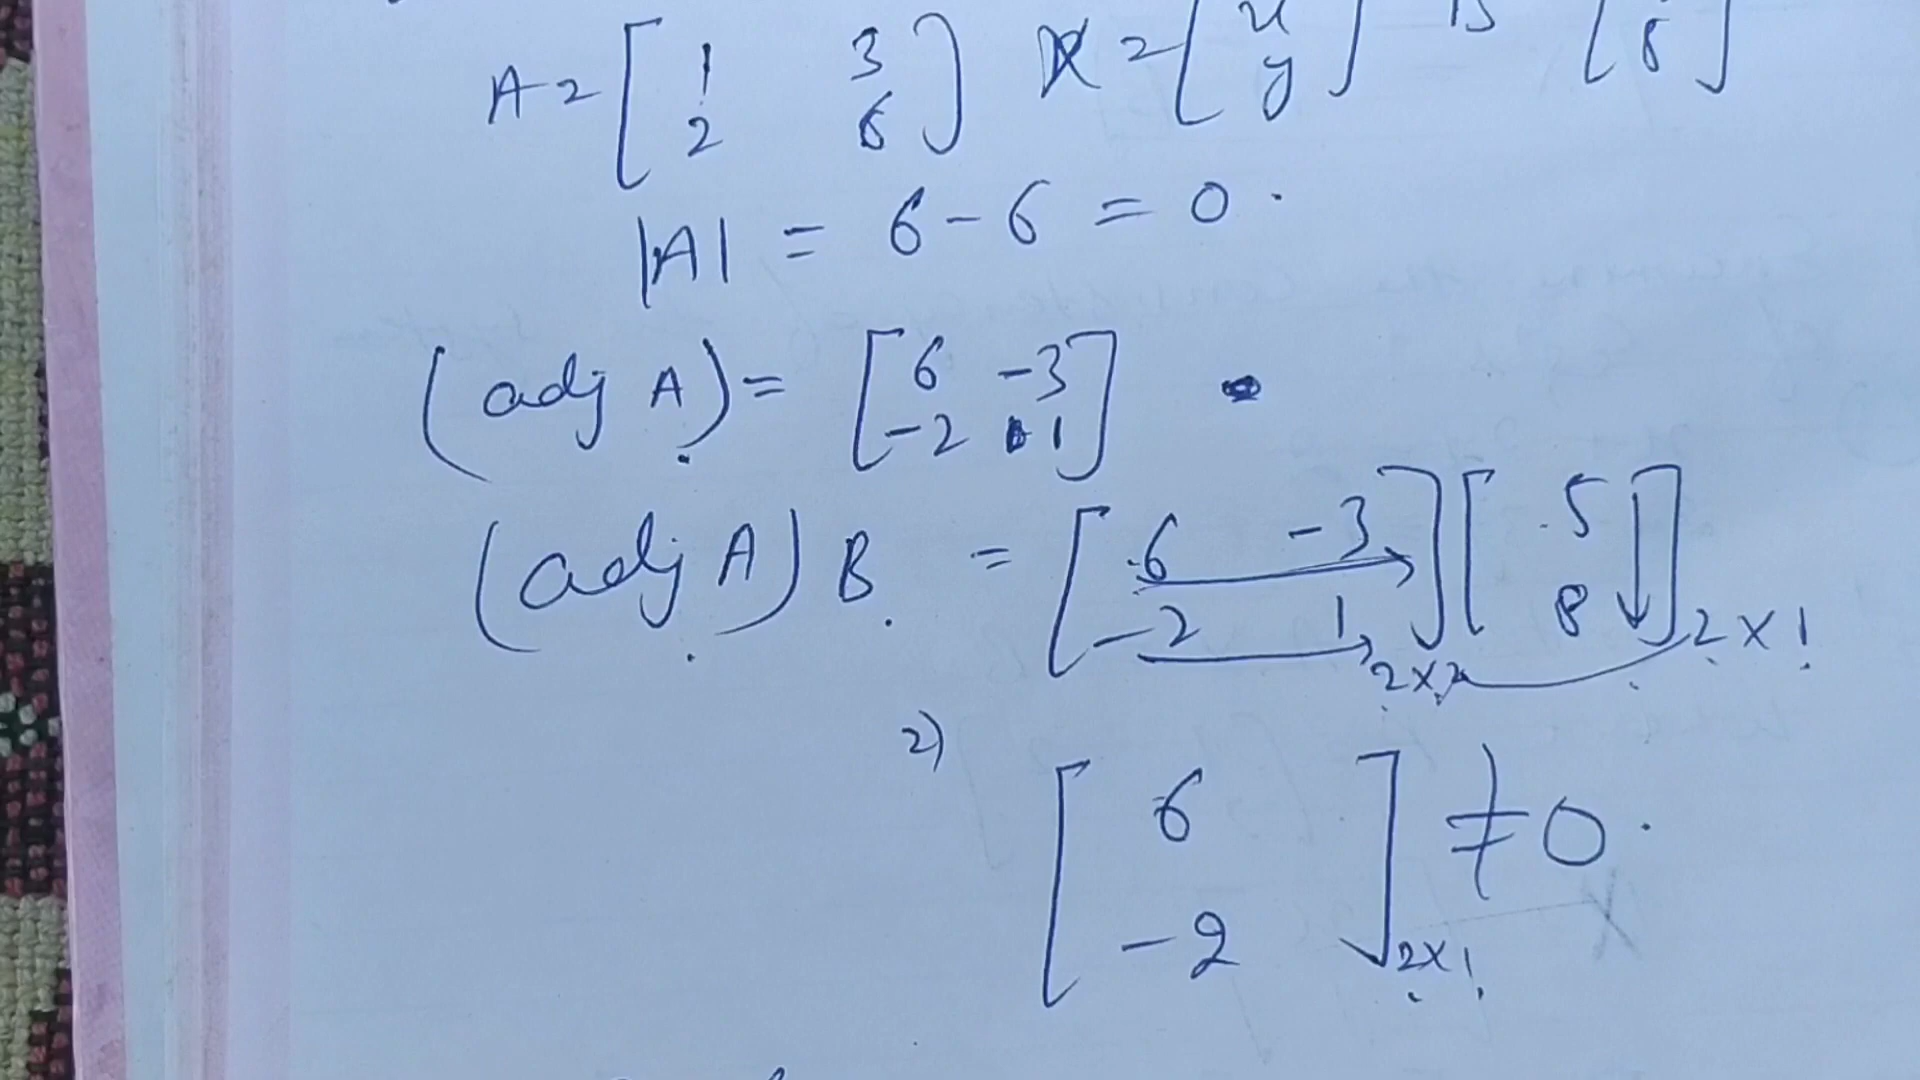 A = [ 1 3 ] X = [ x ] B [
[ 2 6 ] [ y ] [ 8 ]
|A| = 6 - 6 = 0 .
(adj A) = [ 6 -3 ]
[ -2 1 ]
(adj A) B = [ 6 -3 ] [ 5 ]
[ -2 1 ] 2×2 [ 8 ] 2×1
2) [ 6 ] ≠ 0 .
[ -2 ] 2×1